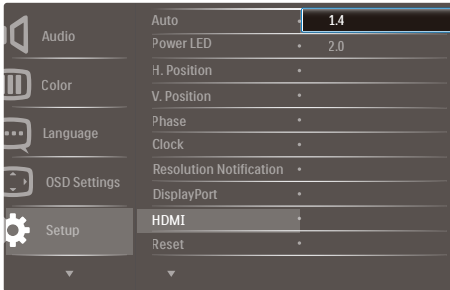 Audio
Color
Language
OSD Settings
Setup
Auto
Power LED
H. Position
V. Position
Phase
Clock
Resolution Notification
DisplayPort
HDMI
Reset
1.4
2.0